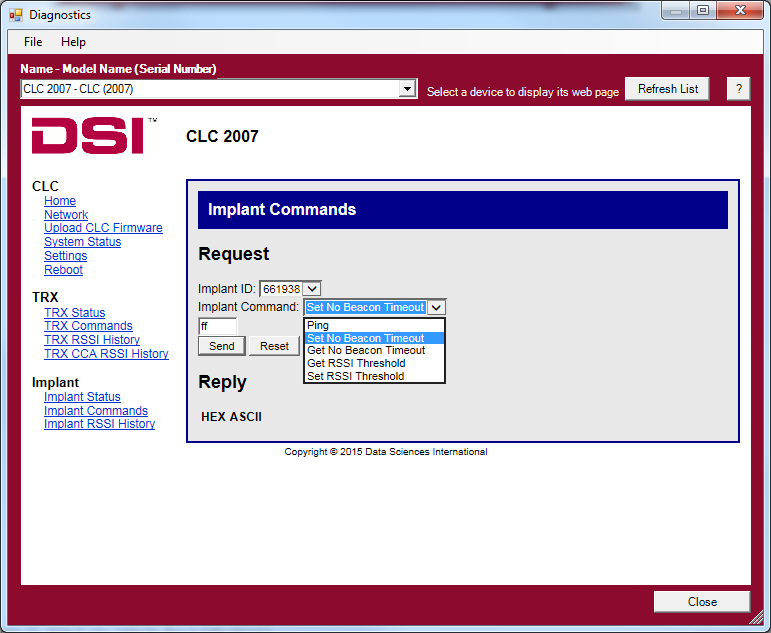 Diagnostics
File Help
Name - Model Name (Serial Number)
CLC 2007 - CLC (2007)
Select a device to display its web page
Refresh List
?
DSI™
CLC 2007
CLC
Home
Network
Upload CLC Firmware
System Status
Settings
Reboot
TRX
TRX Status
TRX Commands
TRX RSSI History
TRX CCA RSSI History
Implant
Implant Status
Implant Commands
Implant RSSI History
Implant Commands
Request
Implant ID: 661938
Implant Command: Set No Beacon Timeout
ff
Send Reset
Ping
Set No Beacon Timeout
Get No Beacon Timeout
Get RSSI Threshold
Set RSSI Threshold
Reply
HEX ASCII
Copyright © 2015 Data Sciences International
Close